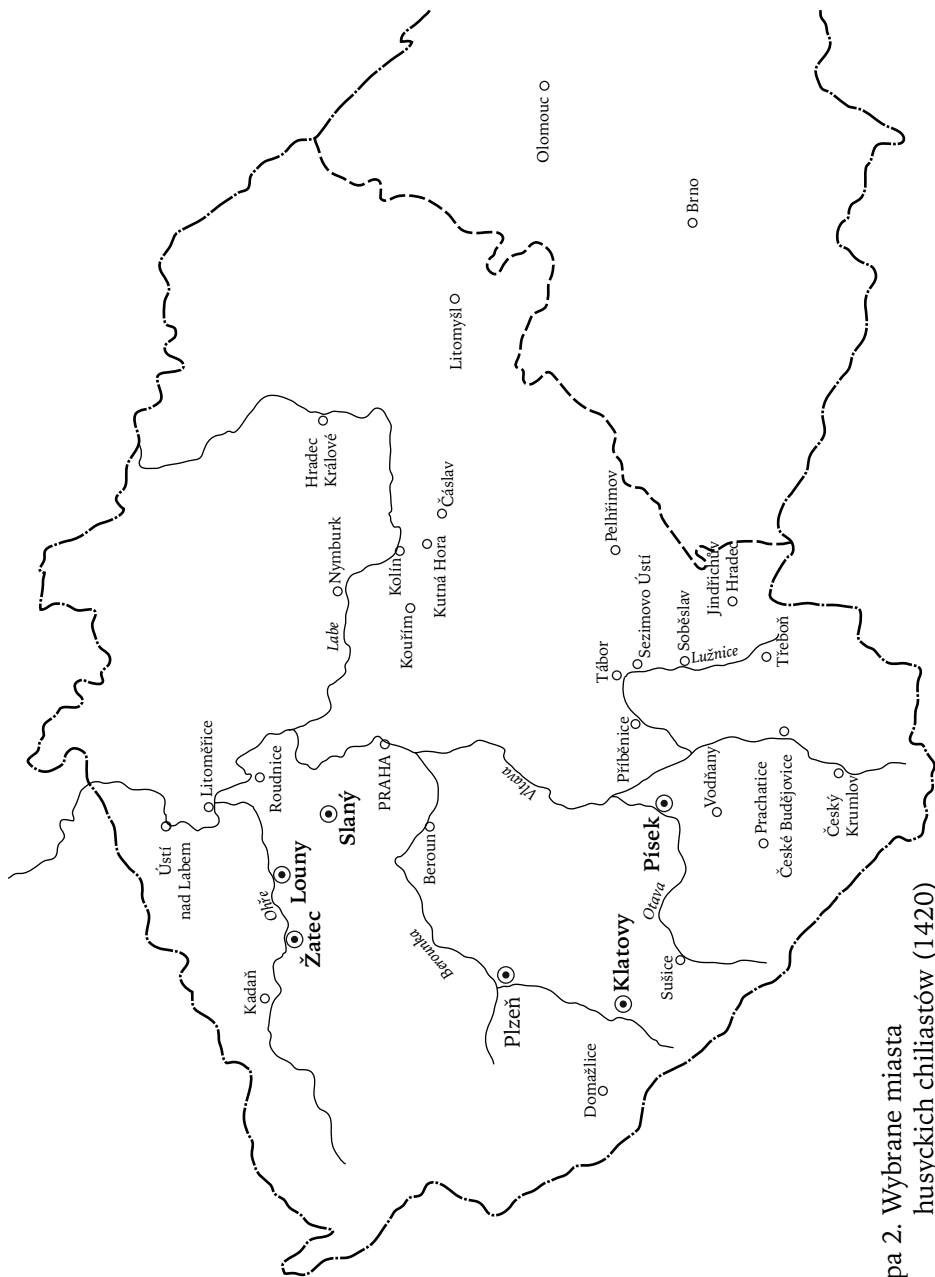 Ústí
nad Labem
Litoměřice
Roudnice
Kadaň
Ohře
Žatec
Louny
Slaný
PRAHA
Labe
Nymburk
Hradec
Králové
Kolín
Kouřim
Kutná Hora
Čáslav
Litomyšl
Olomouc
Brno
Beroun
Berounka
Plzeň
Domažlice
Klatovy
Sušice
Otava
Písek
Vltava
Příběnice
Tábor
Sezimovo Ústí
Pelhřimov
Soběslav
Lužnice
Jindřichův
Hradec
Třeboň
Vodňany
Prachatice
České Budějovice
Český
Krumlov
pa 2. Wybrane miasta
husyckich chiliastów (1420)